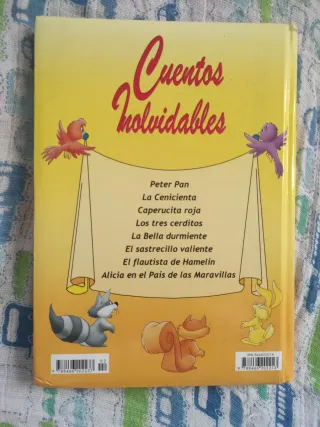 Cuentos
Inolvidables
Peter Pan
La Cenicienta
Caperucita roja
Los tres cerditos
La Bella durmiente
El sastrecillo valiente
El flautista de Hamelín
Alicia en el País de las Maravillas